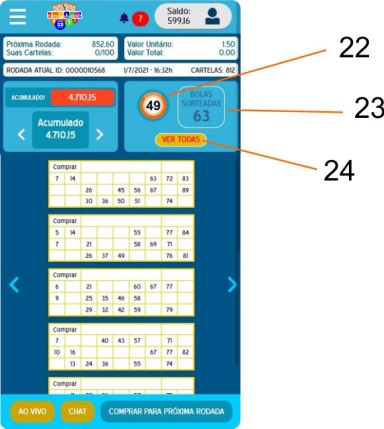 7
Saldo:
599.16
Próxima Rodada: 852.60
Suas Cartelas: 0/100
Valor Unitário: 1.50
Valor Total: 0.00
RODADA ATUAL ID: 0000010568 1/7/2021 - 16:32h CARTELAS: 812
ACUMULADO: 4.710,15
Acumulado
4.710,15
49
BOLAS
SORTEADAS
63
VER TODAS
22
23
24
Comprar
7 14 63 72 83
26 45 56 67 89
30 36 50 51 74
Comprar
5 14 55 77 84
7 21 58 69 71
26 37 49 76 81
Comprar
6 21 60 67 77
9 25 35 46 58
29 32 42 59 79
Comprar
7 40 43 57 71
10 16 67 77 82
13 24 36 55 74
Comprar
AO VIVO
CHAT
COMPRAR PARA PRÓXIMA RODADA